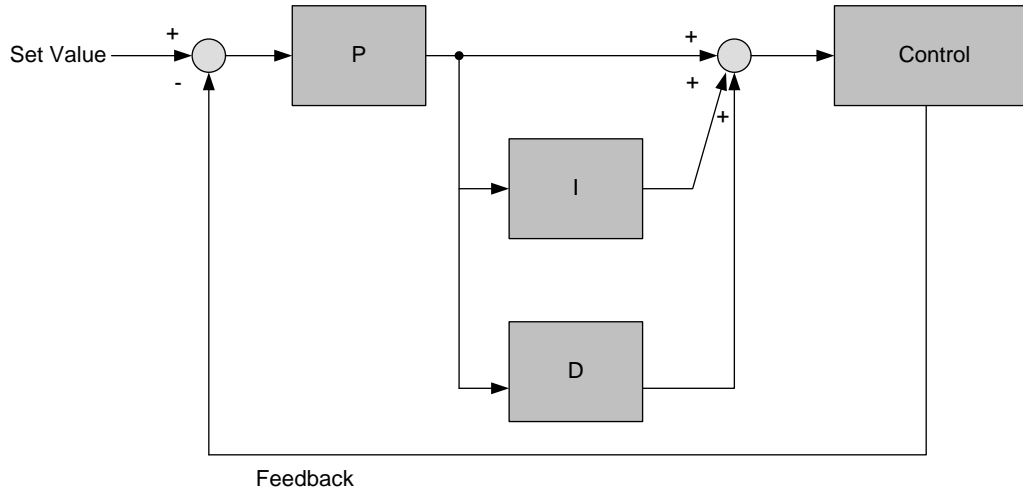 +
Set Value
-
P
+
+
+
Control
I
D
Feedback